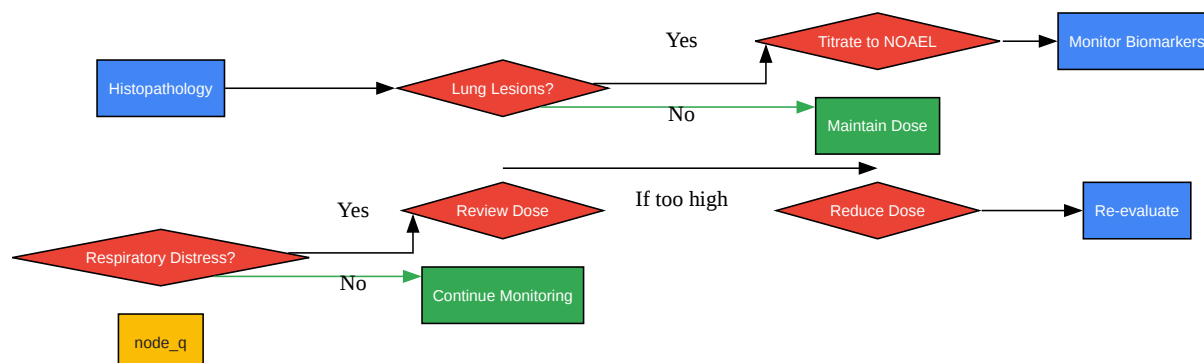 Yes
Titrate to NOAEL
Monitor Biomarkers
Histopathology
Lung Lesions?
No
Maintain Dose
Yes
Review Dose
If too high
Reduce Dose
Re-evaluate
Respiratory Distress?
No
Continue Monitoring
node_q